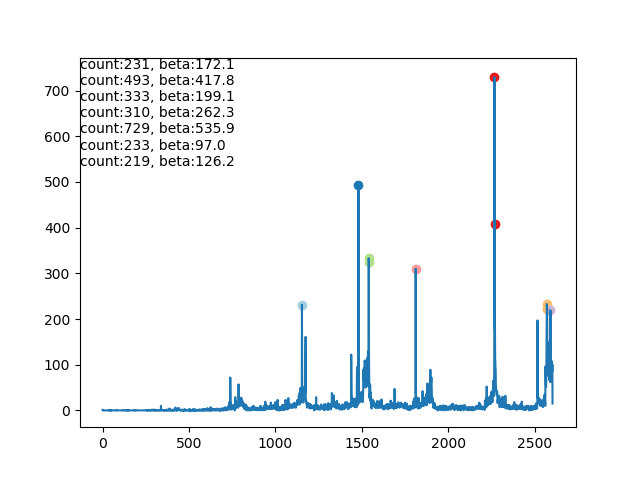 count:231, beta:172.1
count:493, beta:417.8
count:333, beta:199.1
count:310, beta:262.3
count:729, beta:535.9
count:233, beta:97.0
count:219, beta:126.2
700
600
500
400
300
200
100
0
0 500 1000 1500 2000 2500